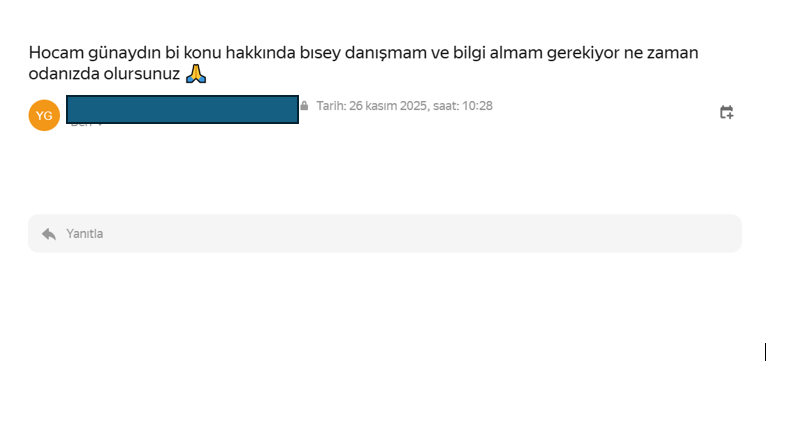 Hocam günaydın bi konu hakkında bısey danışmam ve bilgi almam gerekiyor ne zaman
odanızda olursunuz 🙏
YG
Tarih: 26 kasım 2025, saat: 10:28
Yanıtla